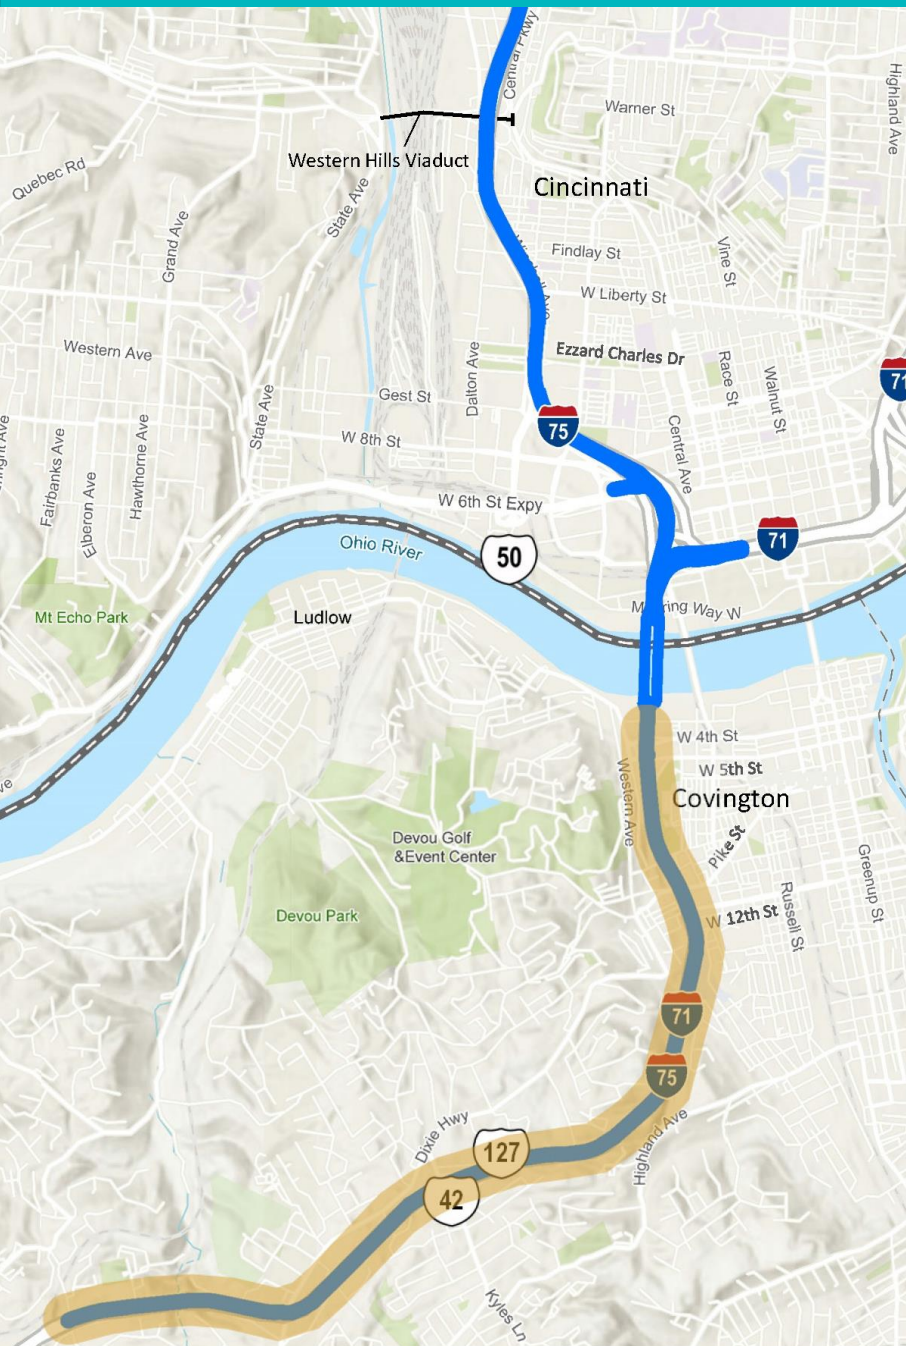 Central Pkwy
Highland Ave
Warner St
Western Hills Viaduct
Quebec Rd
Cincinnati
State Ave
Grand Ave
Findlay St
Vine St
W Liberty St
Western Ave
Ezzard Charles Dr
Dalton Ave
Race St
Walnut St
71
Gest St
State Ave
75
W 8th St
Central Ave
Fairbanks Ave
Hawthorne Ave
Elberon Ave
W 6th St Expy
71
Ohio River
50
Mt Echo Park
Ludlow
W 4th St
W 5th St
Western Ave
Covington
Devou Golf
&Event Center
Pike St
Greenup St
Russell St
Devou Park
W 12th St
71
75
Dixie Hwy
127
Highland Ave
42
Kyles Ln